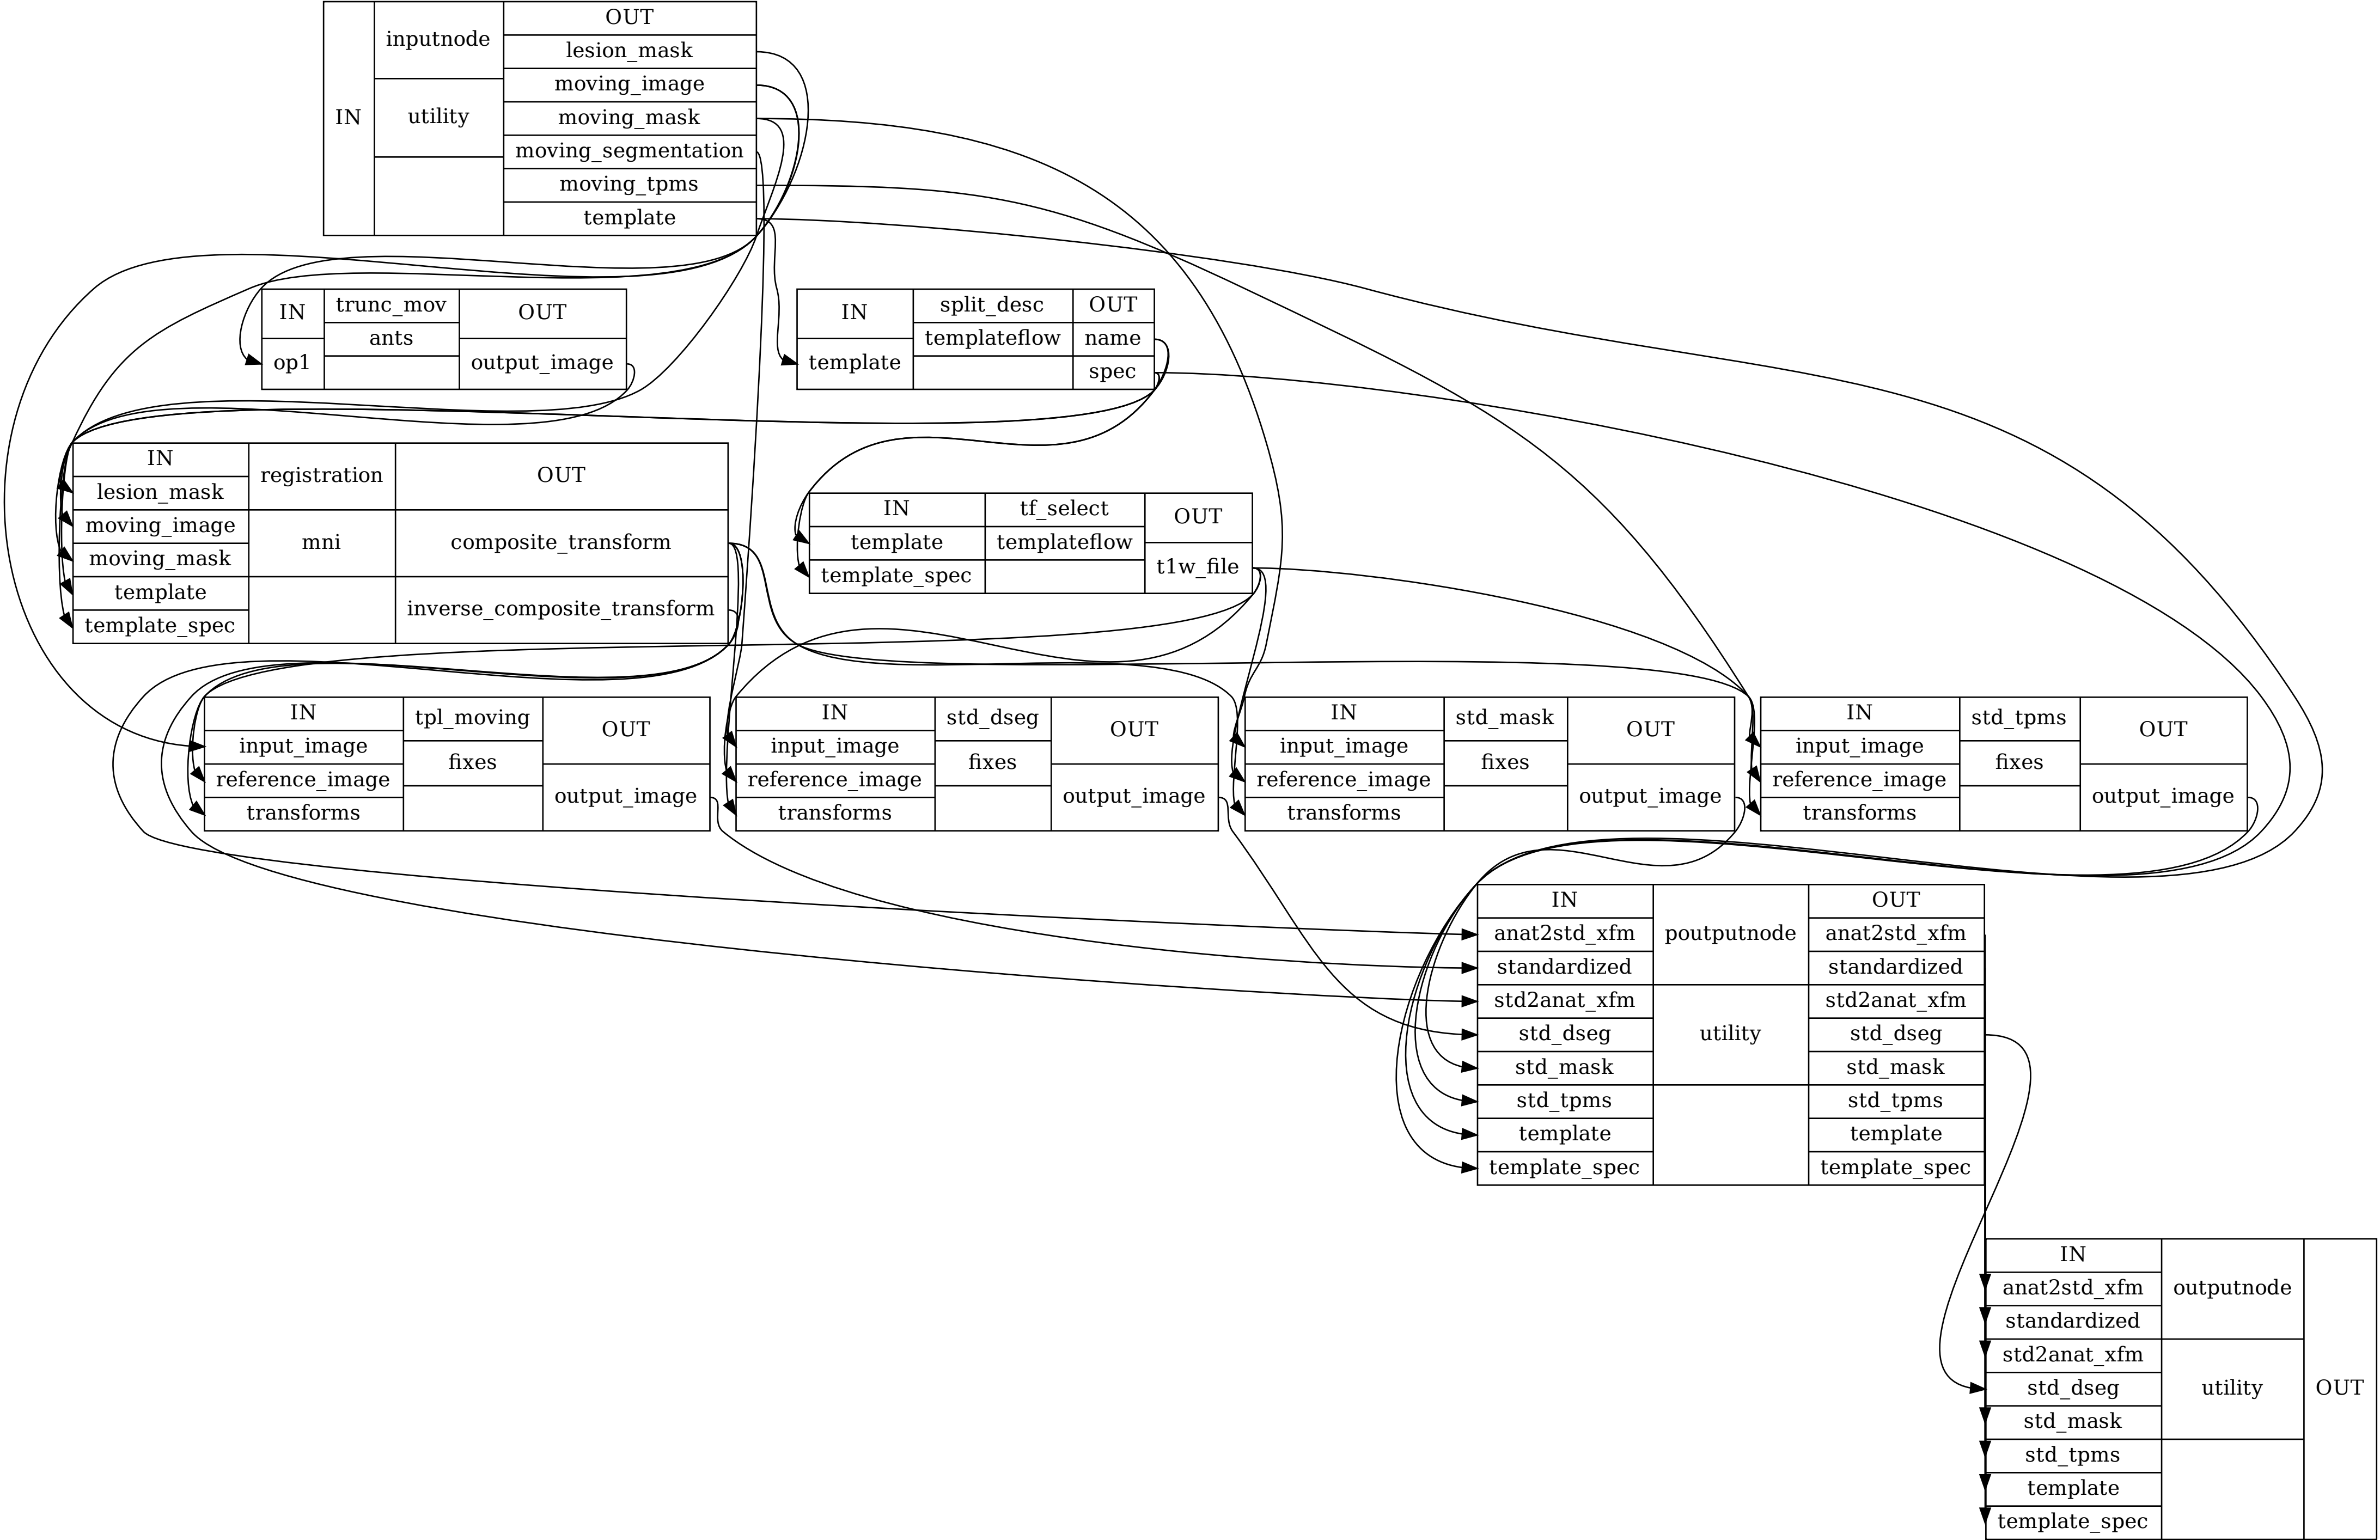 IN
inputnode
utility
OUT
lesion_mask
moving_image
moving_mask
moving_segmentation
moving_tpms
template
IN
op1
trunc_mov
ants
OUT
output_image
IN
template
split_desc
templateflow
OUT
name
spec
IN
lesion_mask
moving_image
moving_mask
template
template_spec
registration
mni
OUT
composite_transform
inverse_composite_transform
IN
template
template_spec
tf_select
templateflow
OUT
t1w_file
IN
input_image
reference_image
transforms
tpl_moving
fixes
OUT
output_image
IN
input_image
reference_image
transforms
std_dseg
fixes
OUT
output_image
IN
input_image
reference_image
transforms
std_mask
fixes
OUT
output_image
IN
input_image
reference_image
transforms
std_tpms
fixes
OUT
output_image
IN
anat2std_xfm
standardized
std2anat_xfm
std_dseg
std_mask
std_tpms
template
template_spec
poutputnode
utility
OUT
anat2std_xfm
standardized
std2anat_xfm
std_dseg
std_mask
std_tpms
template
template_spec
IN
anat2std_xfm
standardized
std2anat_xfm
std_dseg
std_mask
std_tpms
template
template_spec
outputnode
utility
OUT